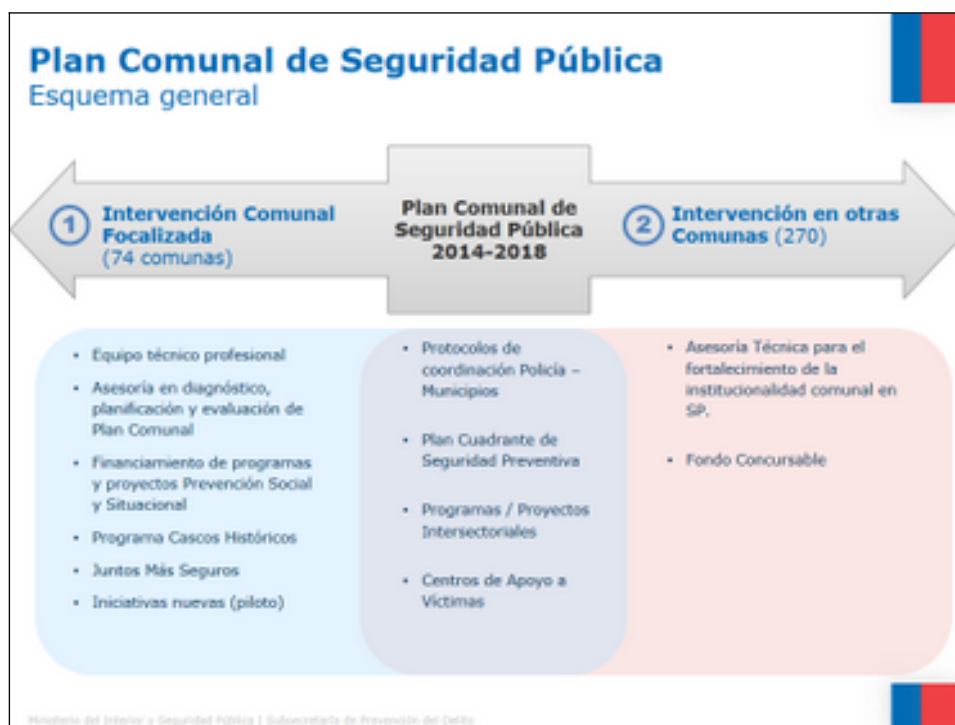 Plan Comunal de Seguridad Pública
Esquema general
1
Intervención Comunal
Focalizada
(74 comunas)
Plan Comunal de
Seguridad Pública
2014-2018
2
Intervención en otras
Comunas (270)
• Equipo técnico profesional
• Asesoría en diagnóstico,
planificación y evaluación de
Plan Comunal
• Financiamiento de programas
y proyectos Prevención Social
y Situacional
• Programa Cascos Históricos
• Juntos Más Seguros
• Iniciativas nuevas (piloto)
• Protocolos de
coordinación Policía –
Municipios
• Plan Cuadrante de
Seguridad Preventiva
• Programas / Proyectos
Intersectoriales
• Centros de Apoyo a
Víctimas
• Asesoría Técnica para el
fortalecimiento de la
institucionalidad comunal en
SP.
• Fondo Concursable
Ministerio del Interior y Seguridad Pública | Subsecretaría de Prevención del Delito